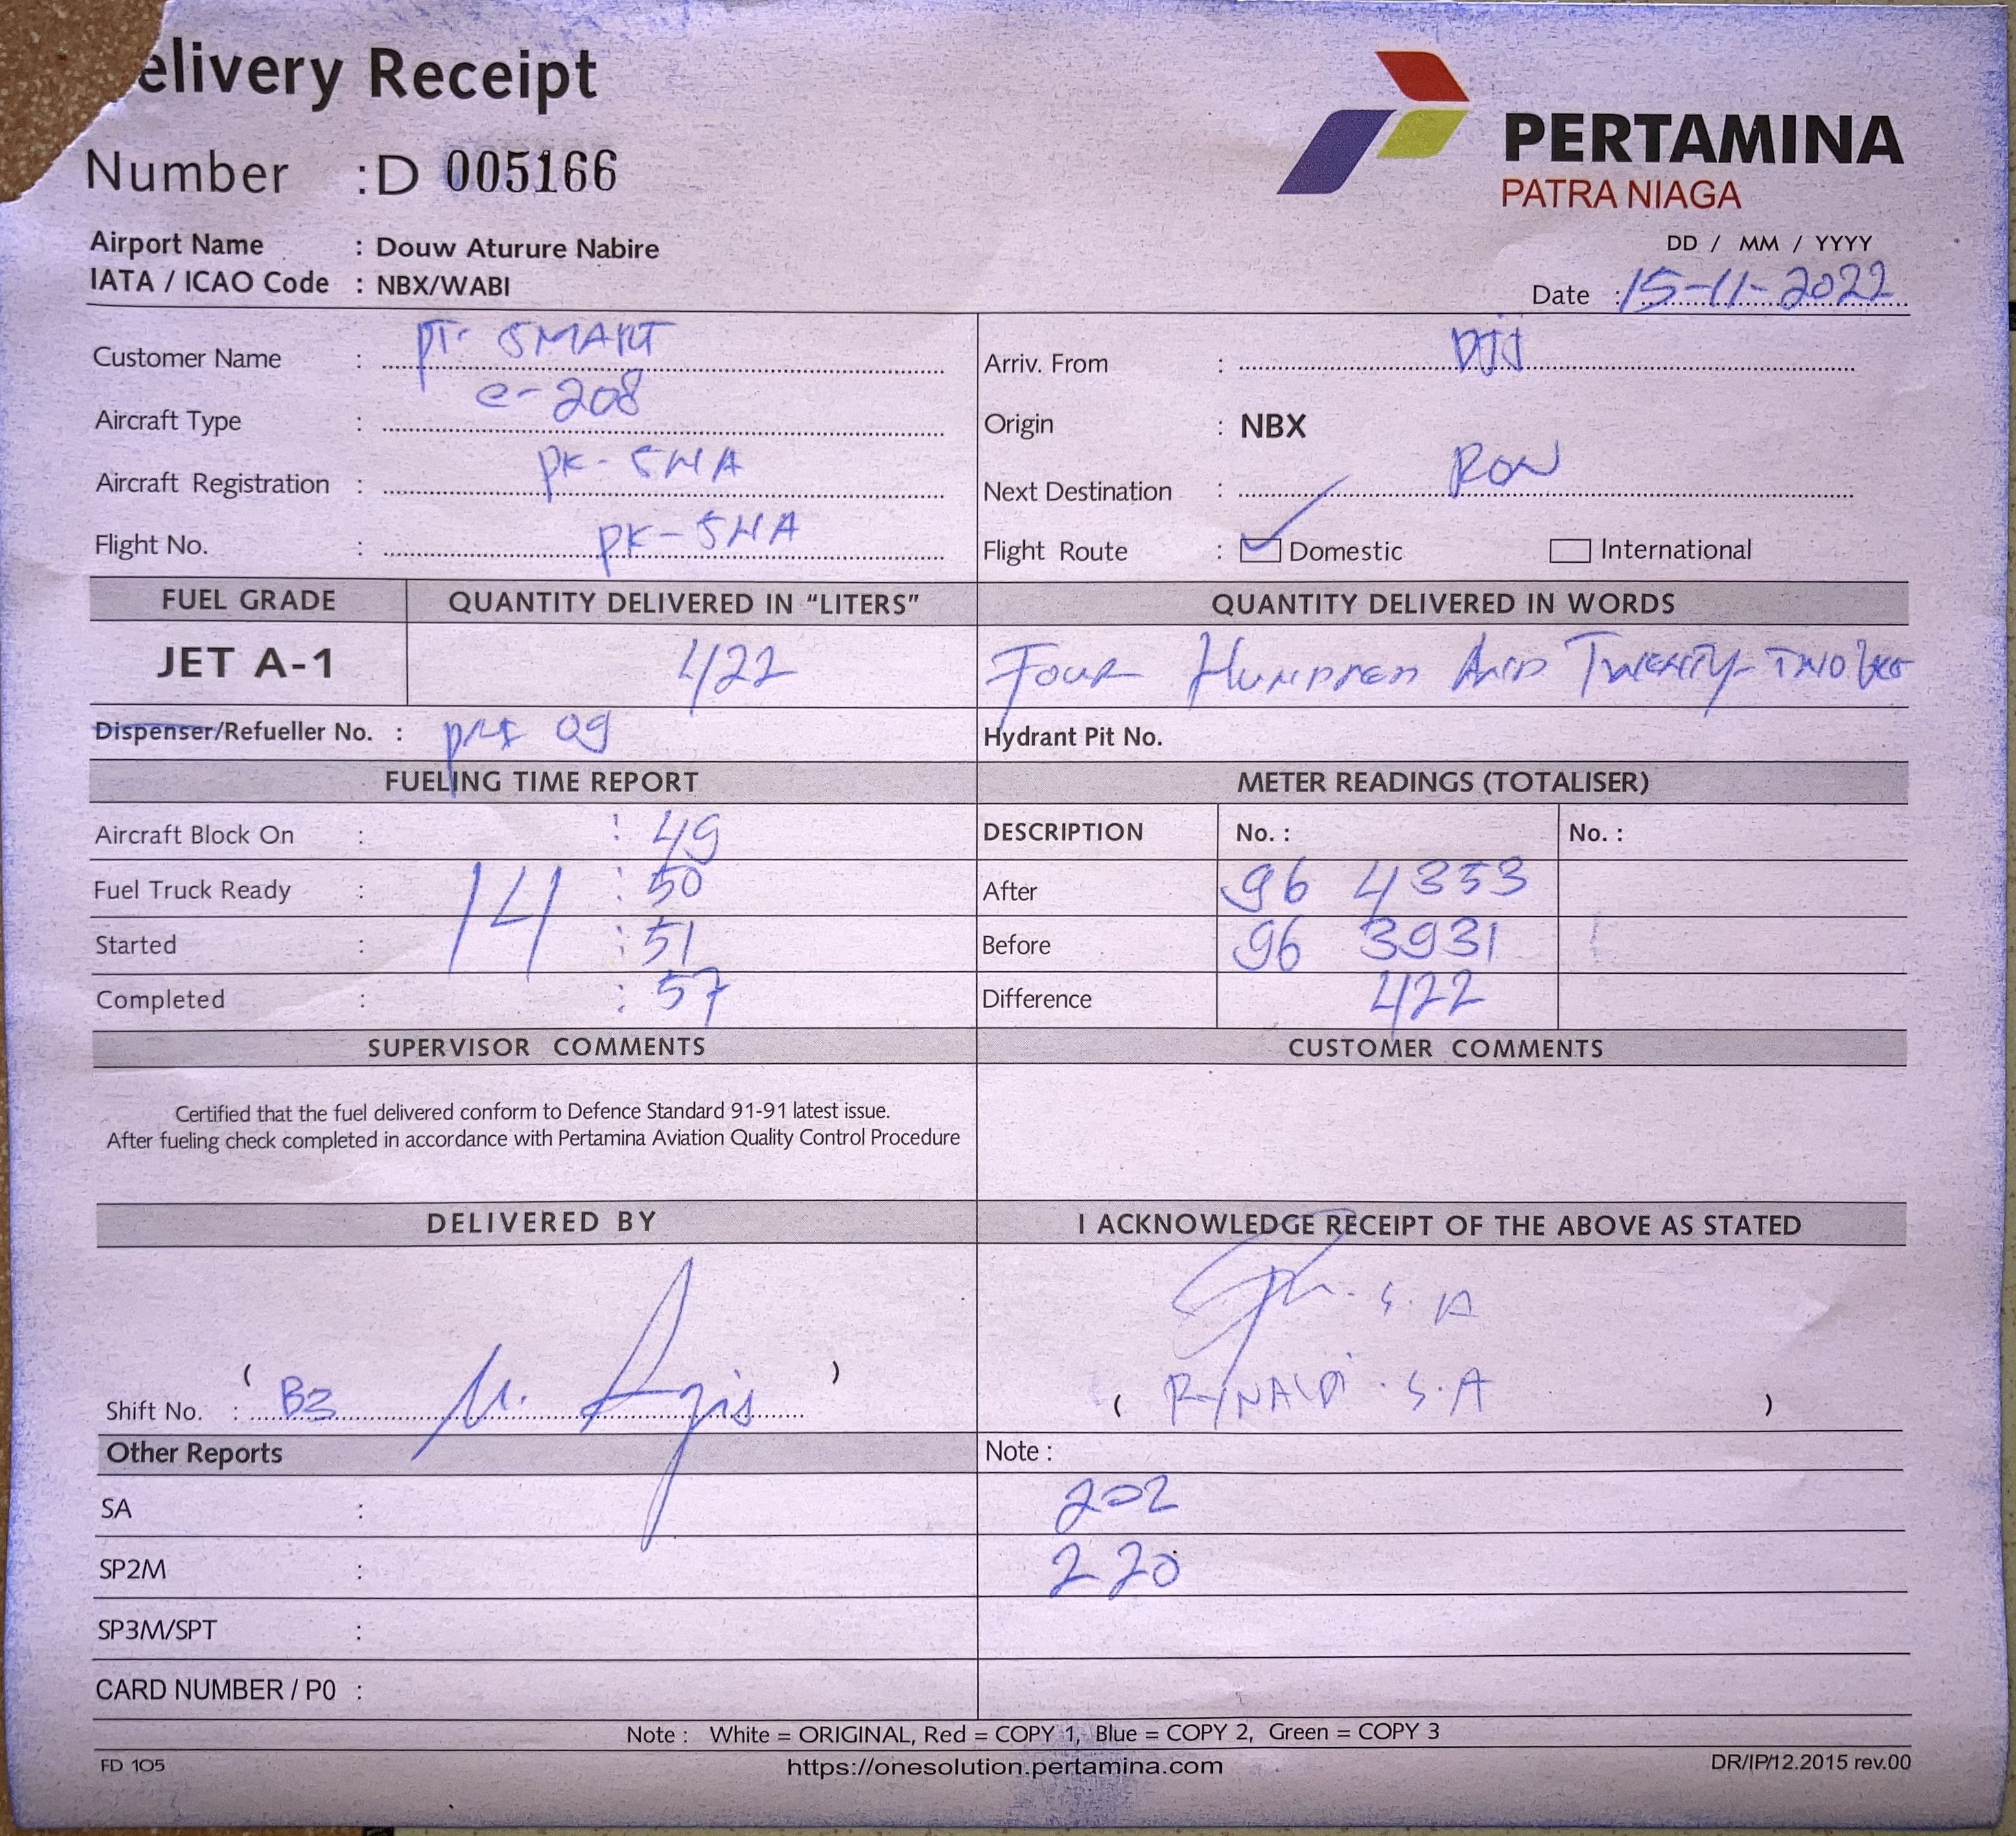 elivery Receipt
PERTAMINA
PATRA NIAGA
Number : D 005166
Airport Name : Douw Aturure Nabire
IATA / ICAO Code : NBX/WABI
DD / MM / YYYY
Date : 15-11-2022
Customer Name : PT. SMART
Arriv. From : DJJ
Aircraft Type : C-208
Origin : NBX
Aircraft Registration : PK-SNA
Next Destination : RON
Flight No. : PK-SNA
Flight Route : Domestic International
FUEL GRADE QUANTITY DELIVERED IN “LITERS” QUANTITY DELIVERED IN WORDS
JET A-1 422 Four Hundred And Twenty Two
Dispenser/Refueller No. : 09
Hydrant Pit No.
FUELING TIME REPORT METER READINGS (TOTALISER)
Aircraft Block On : : 49
DESCRIPTION No. : No. :
Fuel Truck Ready : 14 : 50
After 96 4353
Started : : 51
Before 96 3931
Completed : : 57
Difference 422
SUPERVISOR COMMENTS CUSTOMER COMMENTS
Certified that the fuel delivered conform to Defence Standard 91-91 latest issue.
After fueling check completed in accordance with Pertamina Aviation Quality Control Procedure
DELIVERED BY I ACKNOWLEDGE RECEIPT OF THE ABOVE AS STATED
S. A
( )
Shift No. : B3 M. Azis
( RYNALDI . S.A )
Other Reports Note :
SA : 202
SP2M : 220
SP3M/SPT :
CARD NUMBER / P0 :
Note : White = ORIGINAL, Red = COPY 1, Blue = COPY 2, Green = COPY 3
FD 105 https://onesolution.pertamina.com DR/IP/12.2015 rev.00